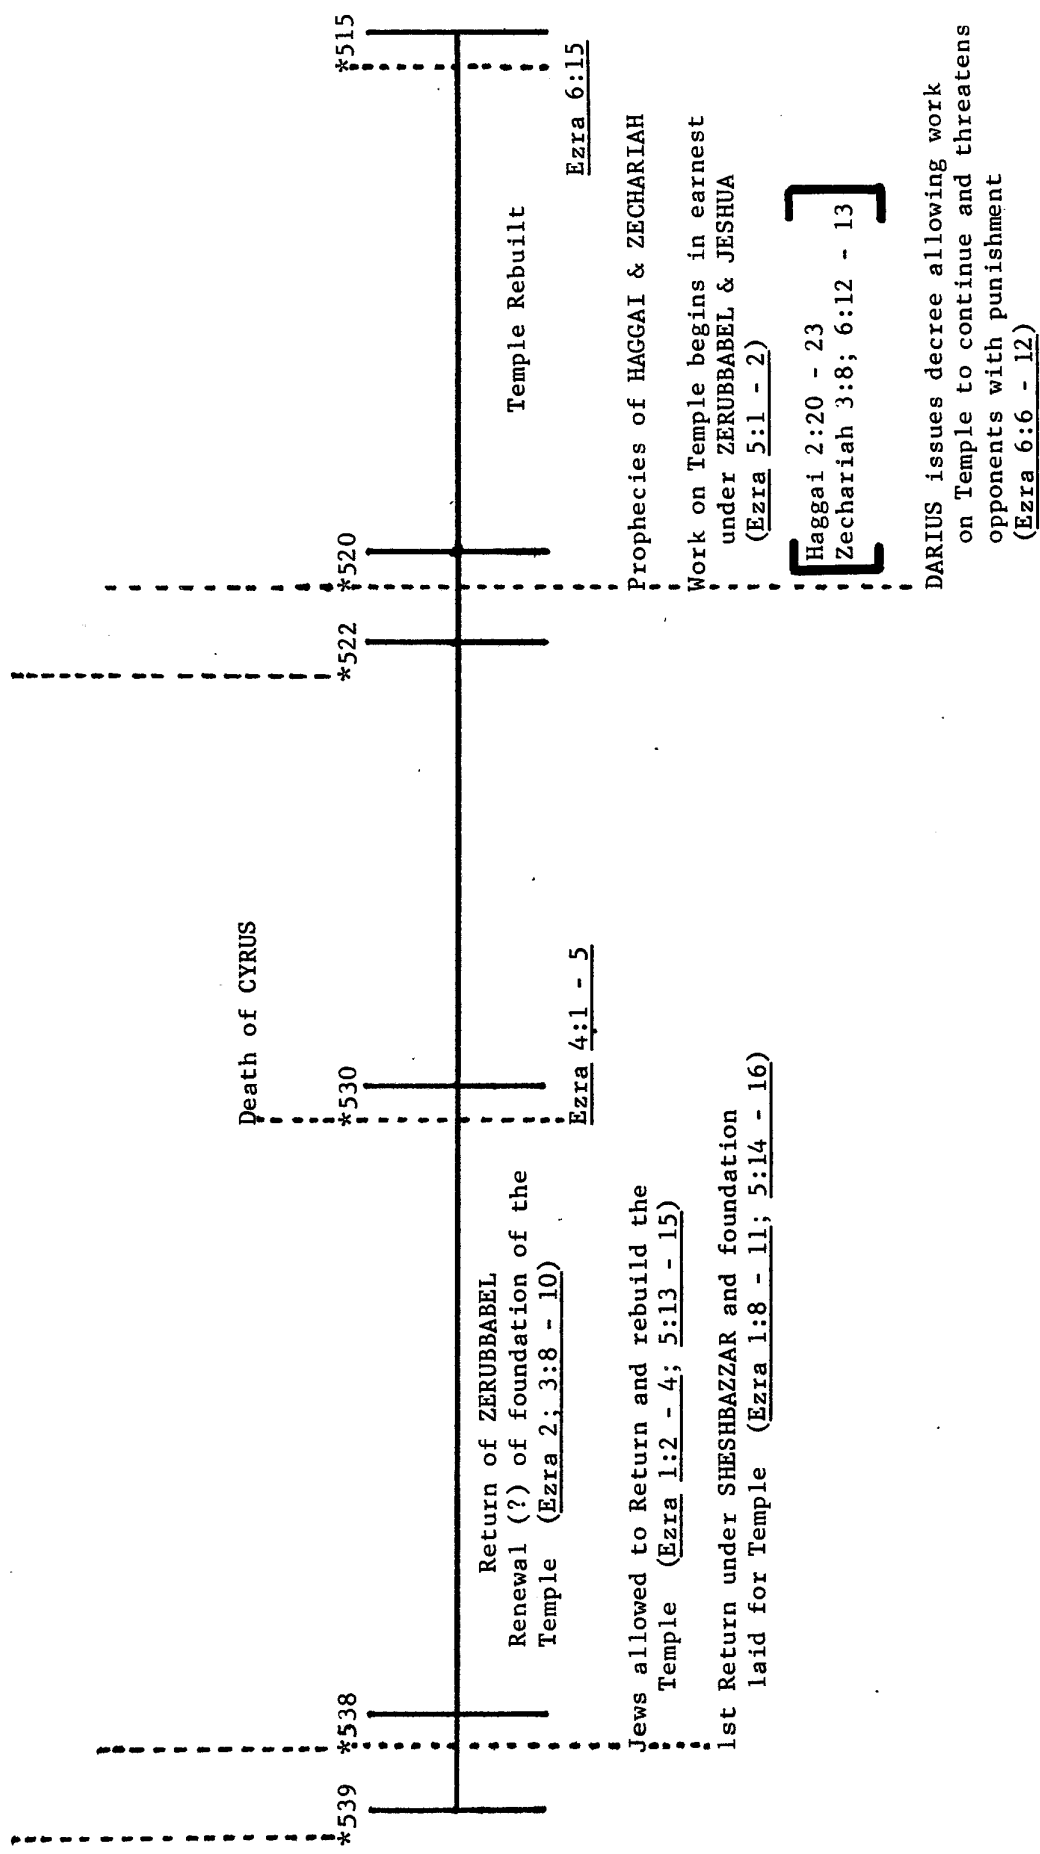 Death of CYRUS
*539
*538
*530
*522
*520
*515
Return of ZERUBBABEL
Renewal (?) of foundation of the
Temple (Ezra 2; 3:8 - 10)
Temple Rebuilt
Ezra 4:1 - 5
Ezra 6:15
Jews allowed to Return and rebuild the
Temple (Ezra 1:2 - 4; 5:13 - 15)
1st Return under SHESHBAZZAR and foundation
laid for Temple (Ezra 1:8 - 11; 5:14 - 16)
Prophecies of HAGGAI & ZECHARIAH
Work on Temple begins in earnest
under ZERUBBABEL & JESHUA
(Ezra 5:1 - 2)
[Haggai 2:20 - 23
Zechariah 3:8; 6:12 - 13]
DARIUS issues decree allowing work
on Temple to continue and threatens
opponents with punishment
(Ezra 6:6 - 12)